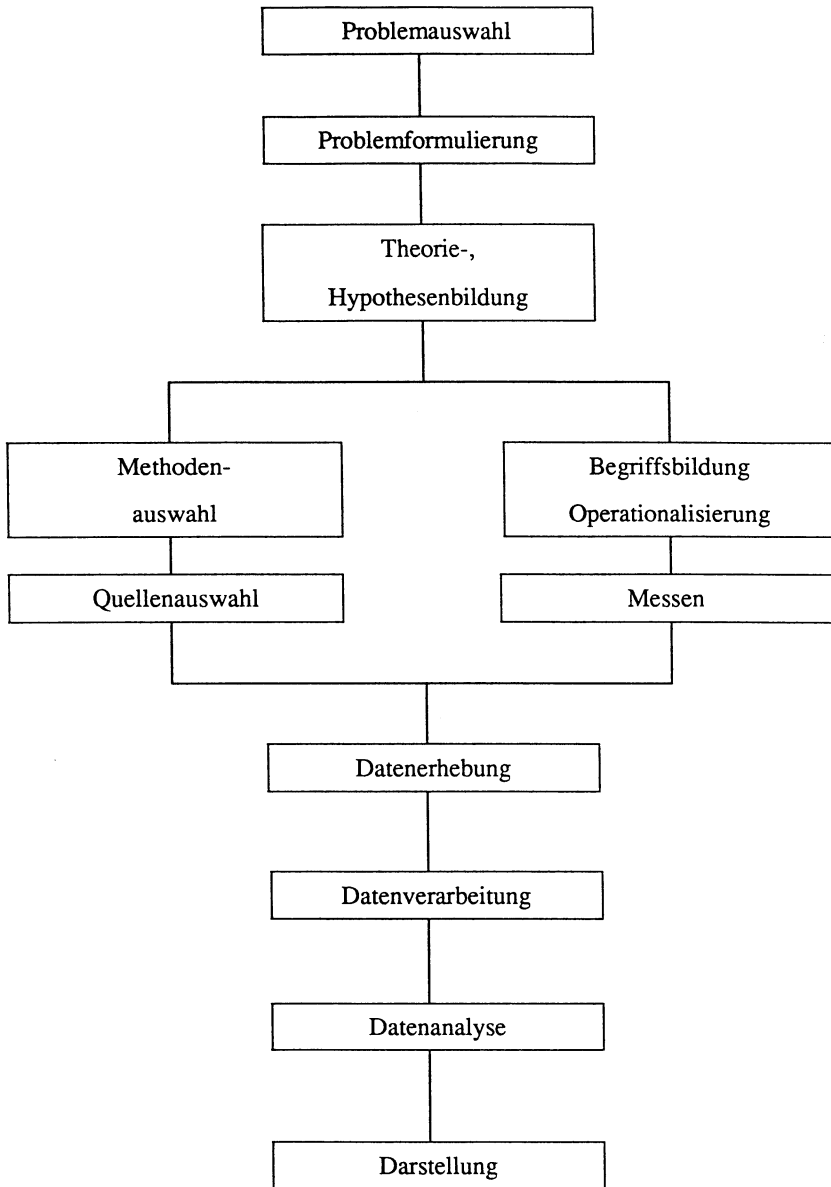 Problemauswahl
Problemformulierung
Theorie-,
Hypothesenbildung
Methoden-
auswahl
Begriffsbildung
Operationalisierung
Quellenauswahl
Messen
Datenerhebung
Datenverarbeitung
Datenanalyse
Darstellung